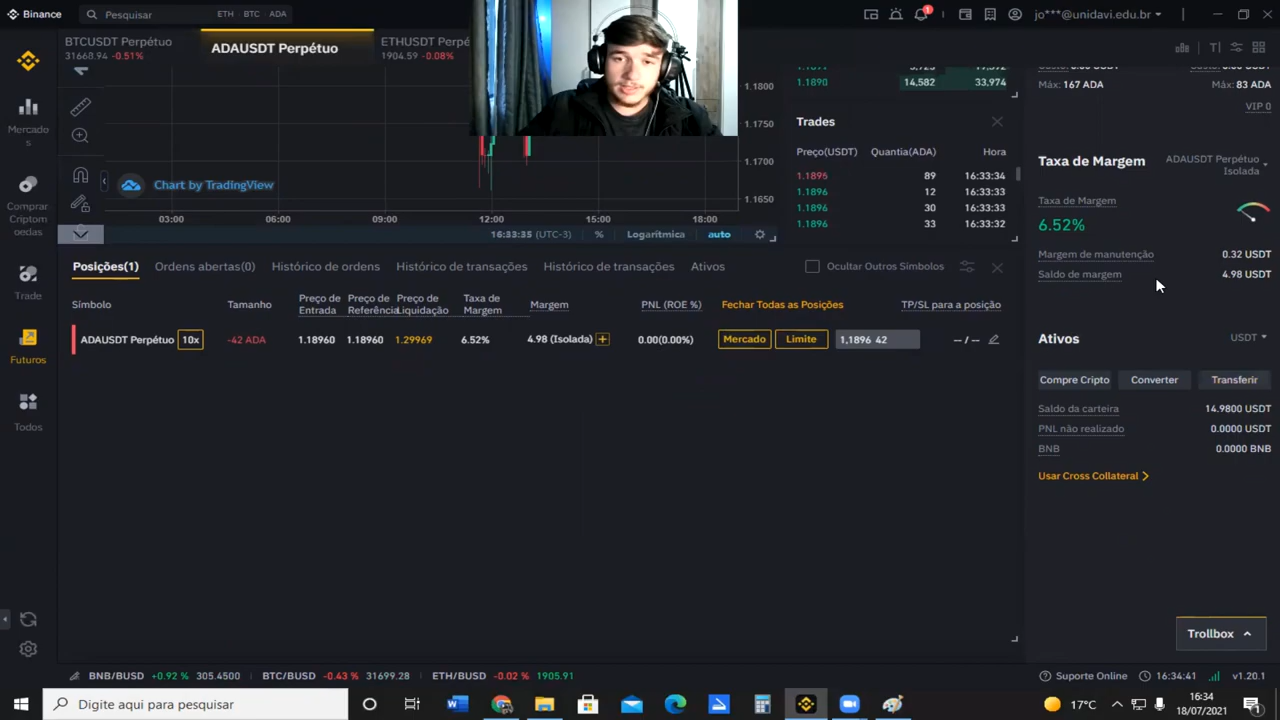 Binance
Pesquisar
ETH BTC ADA
jo***@unidavi.edu.br
BTCUSDT Perpétuo
31668.94 -0.51%
ADAUSDT Perpétuo
ETHUSDT Perpé
1904.59 -0.08%
Mercado
s
Comprar
Criptom
oedas
Trade
Futuros
Todos
1.1800
1.1750
1.1700
1.1650
Chart by TradingView
03:00 06:00 09:00 12:00 15:00 18:00
16:33:35 (UTC-3) % Logarítmica auto
1.1890 14,582 33,974
Trades
Preço(USDT) Quantia(ADA) Hora
1.1895 89 16:33:34
1.1896 12 16:33:33
1.1896 30 16:33:33
1.1896 33 16:33:32
Máx: 167 ADA Máx: 83 ADA
VIP 0
Taxa de Margem
ADAUSDT Perpétuo
Isolada
Taxa de Margem
6.52%
Margem de manutenção 0.32 USDT
Saldo de margem 4.98 USDT
Ativos USDT
Compre Cripto Converter Transferir
Saldo da carteira 14.9800 USDT
PNL não realizado 0.0000 USDT
BNB 0.0000 BNB
Usar Cross Collateral
Posições(1) Ordens abertas(0) Histórico de ordens Histórico de transações Histórico de transações Ativos
Ocultar Outros Símbolos
Símbolo Tamanho Preço de Entrada Preço de Referência Preço de Liquidação Taxa de Margem Margem PNL (ROE %) Fechar Todas as Posições TP/SL para a posição
ADAUSDT Perpétuo 10x -42 ADA 1.18960 1.18960 1.29969 6.52% 4.98 (Isolada) 0.00(0.00%) Mercado Limite 1,1896 42 -- / --
Trollbox
BNB/BUSD +0.92 % 305.4500 BTC/BUSD -0.43 % 31699.28 ETH/BUSD -0.02 % 1905.91
Suporte Online 16:34:41 v1.20.1
Digite aqui para pesquisar
17°C
16:34
18/07/2021